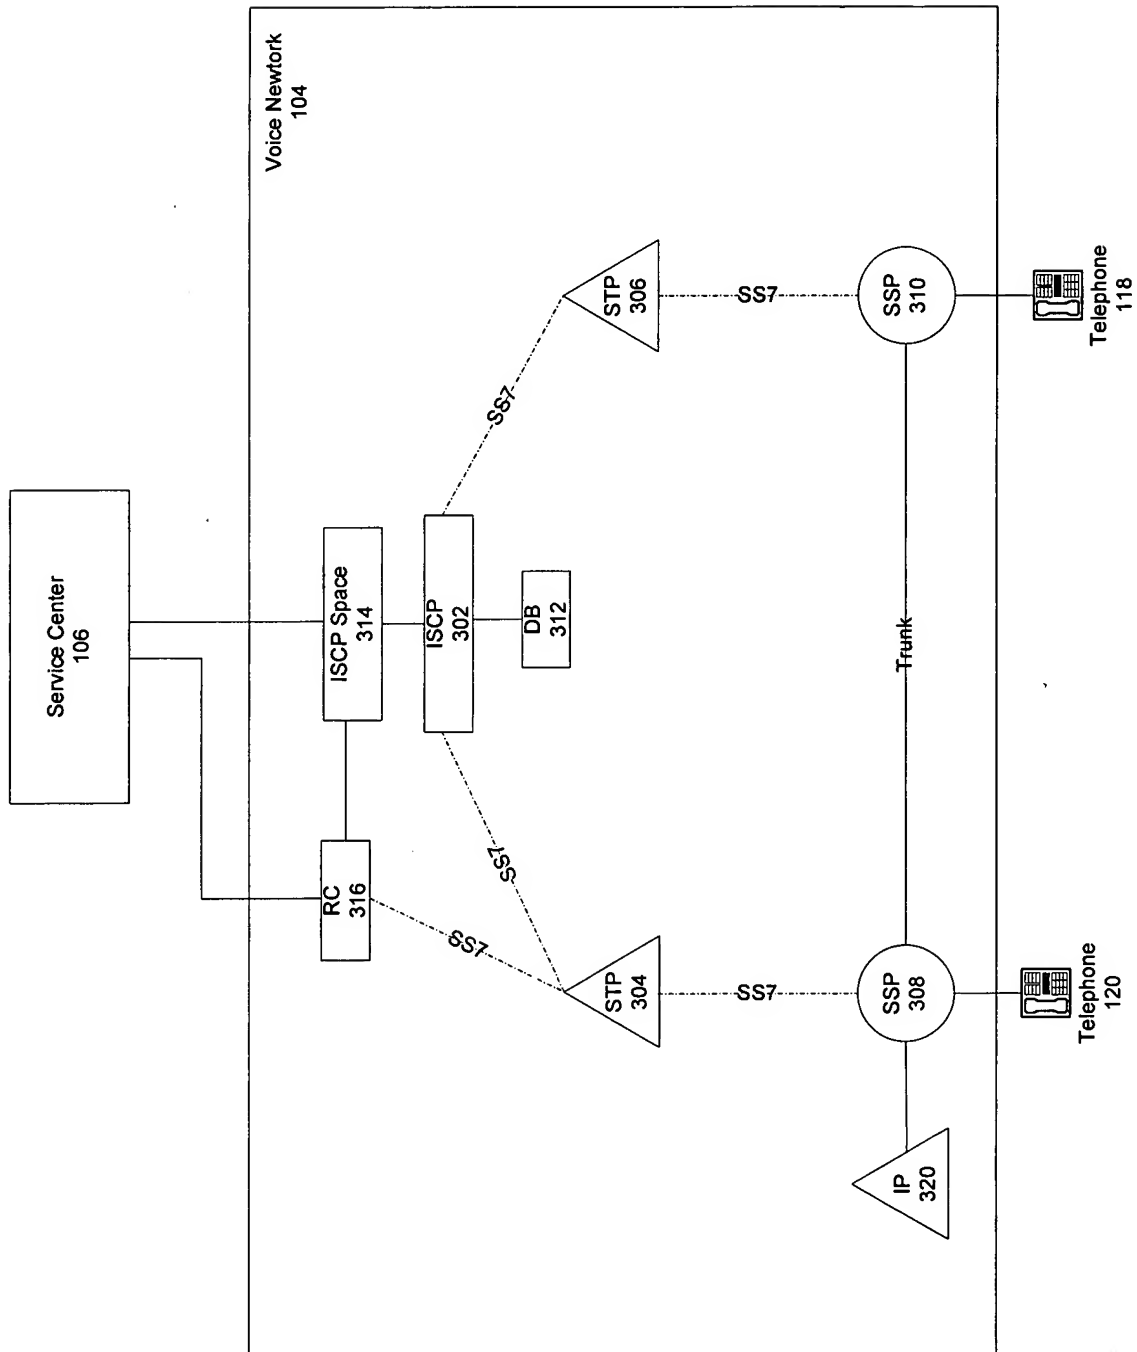 Service Center
106
Voice Newtork
104
RC
316
ISCP Space
314
ISCP
302
DB
312
SS7
SS7
SS7
STP
304
STP
306
SS7
SS7
IP
320
SSP
308
Trunk
SSP
310
Telephone
120
Telephone
118